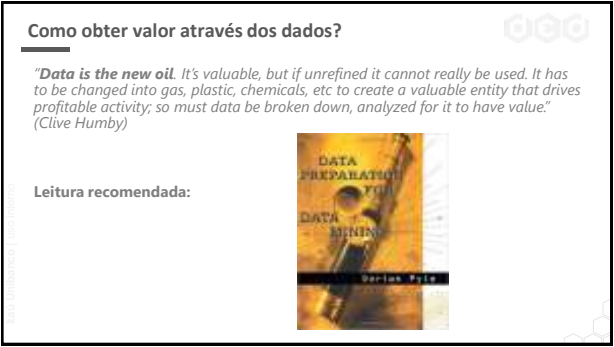 Como obter valor através dos dados?
“Data is the new oil. It’s valuable, but if unrefined it cannot really be used. It has
to be changed into gas, plastic, chemicals, etc to create a valuable entity that drives
profitable activity; so must data be broken down, analyzed for it to have value.”
(Clive Humby)
DATA
PREPARATION
FOR
DATA
MINING
Dorian Pyle
Leitura recomendada: